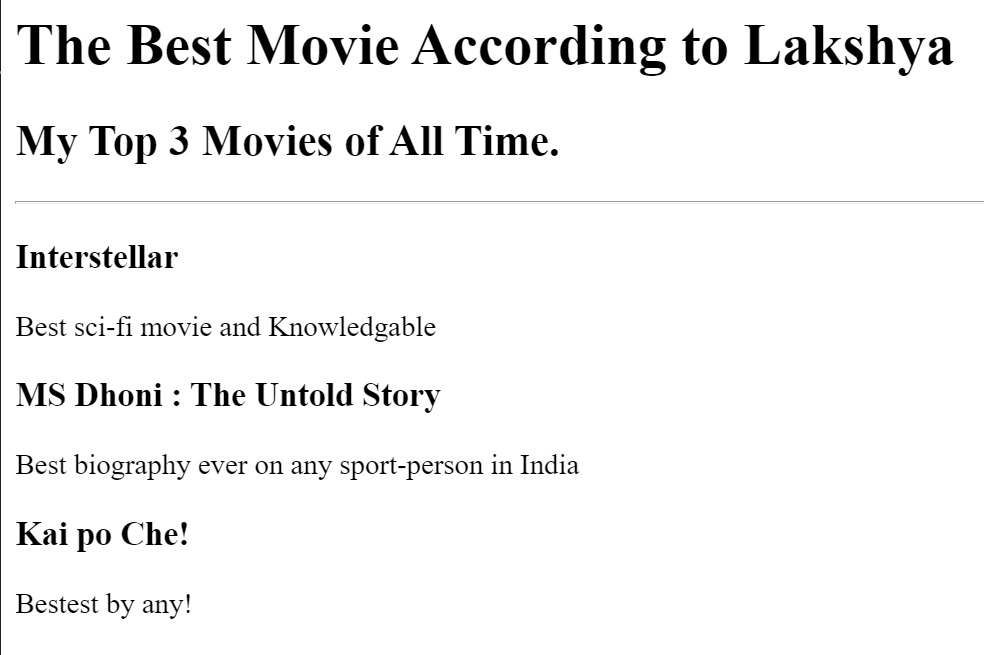 The Best Movie According to Lakshya
My Top 3 Movies of All Time.
Interstellar
Best sci-fi movie and Knowledgable
MS Dhoni : The Untold Story
Best biography ever on any sport-person in India
Kai po Che!
Bestest by any!